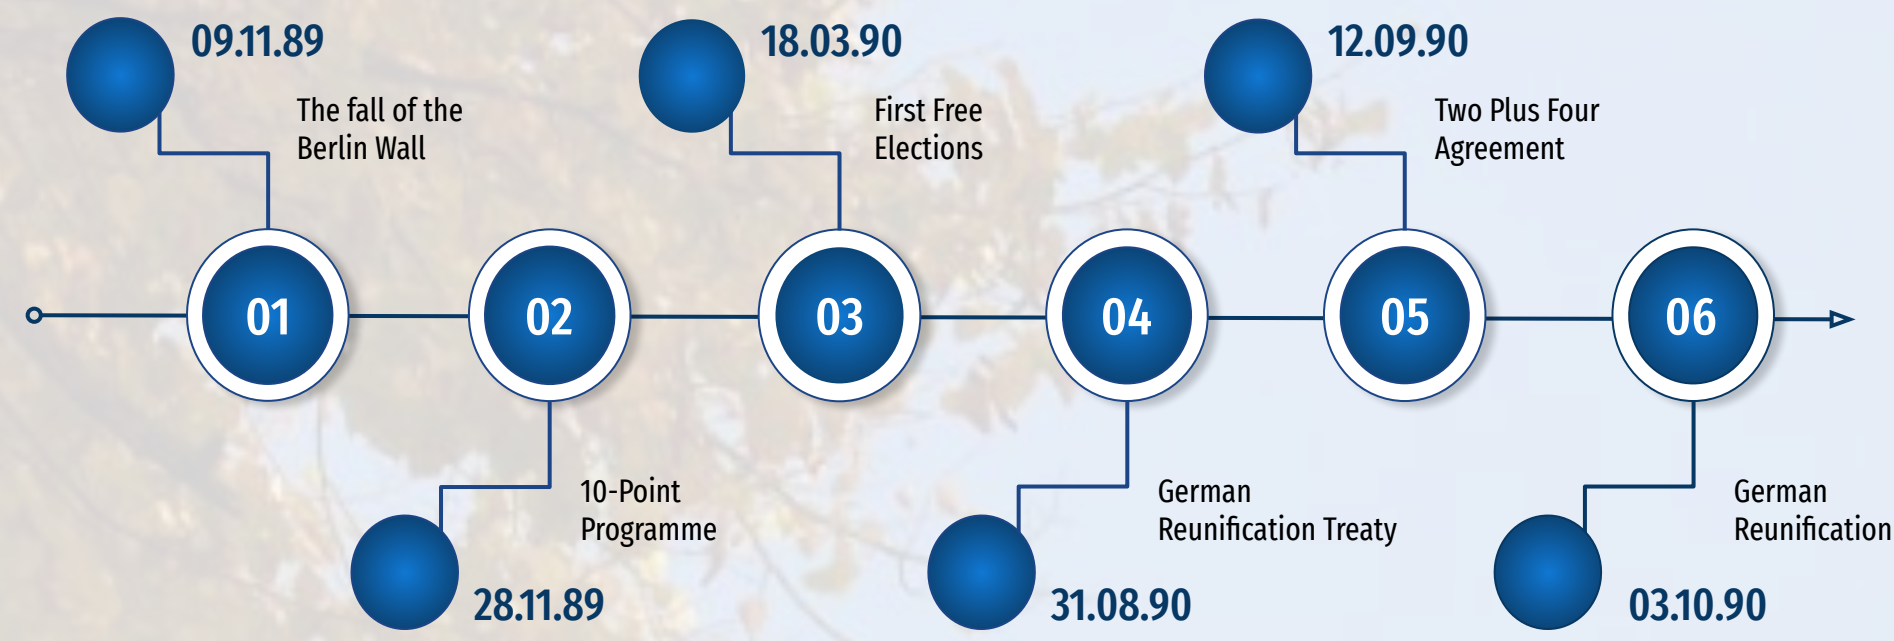 09.11.89
The fall of the
Berlin Wall
18.03.90
First Free
Elections
12.09.90
Two Plus Four
Agreement
01
02
03
04
05
06
10-Point
Programme
28.11.89
German
Reunification Treaty
31.08.90
German
Reunification
03.10.90